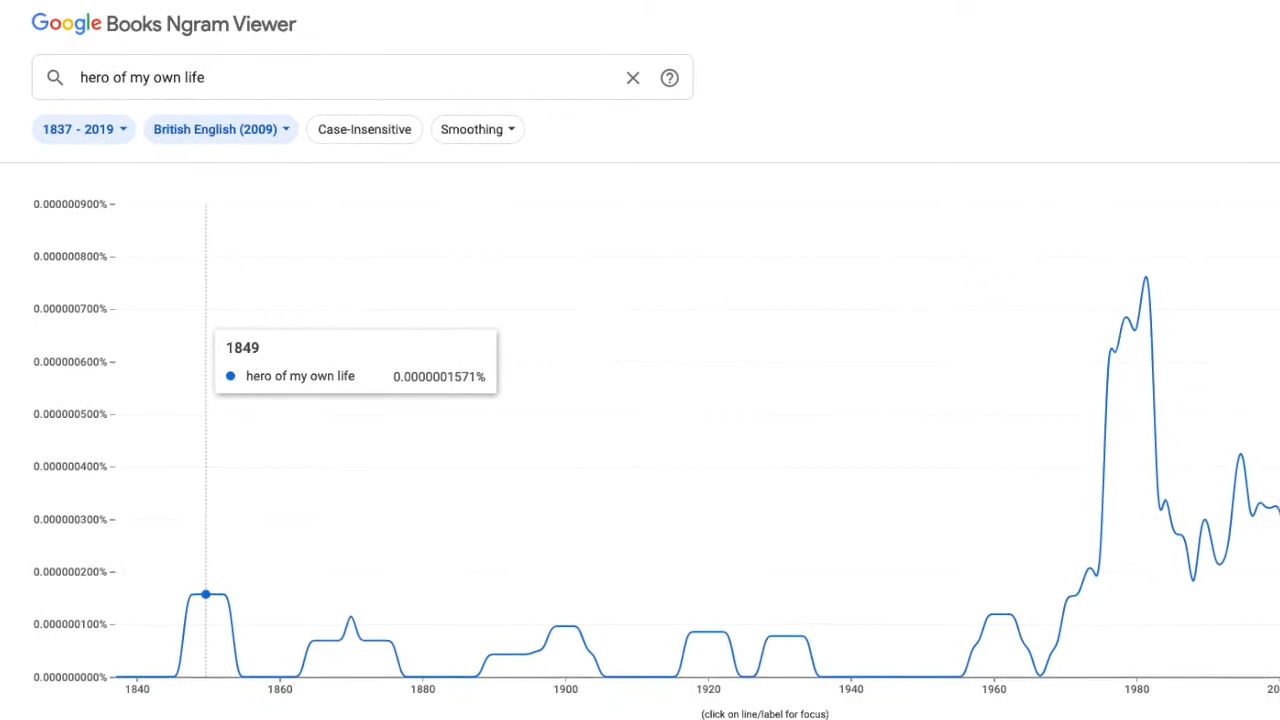 Google Books Ngram Viewer
hero of my own life
1837 - 2019
British English (2009)
Case-Insensitive
Smoothing
0.000000900%
0.000000800%
0.000000700%
0.000000600%
0.000000500%
0.000000400%
0.000000300%
0.000000200%
0.000000100%
0.000000000%
1849
hero of my own life 0.0000001571%
1840 1860 1880 1900 1920 1940 1960 1980 20
(click on line/label for focus)